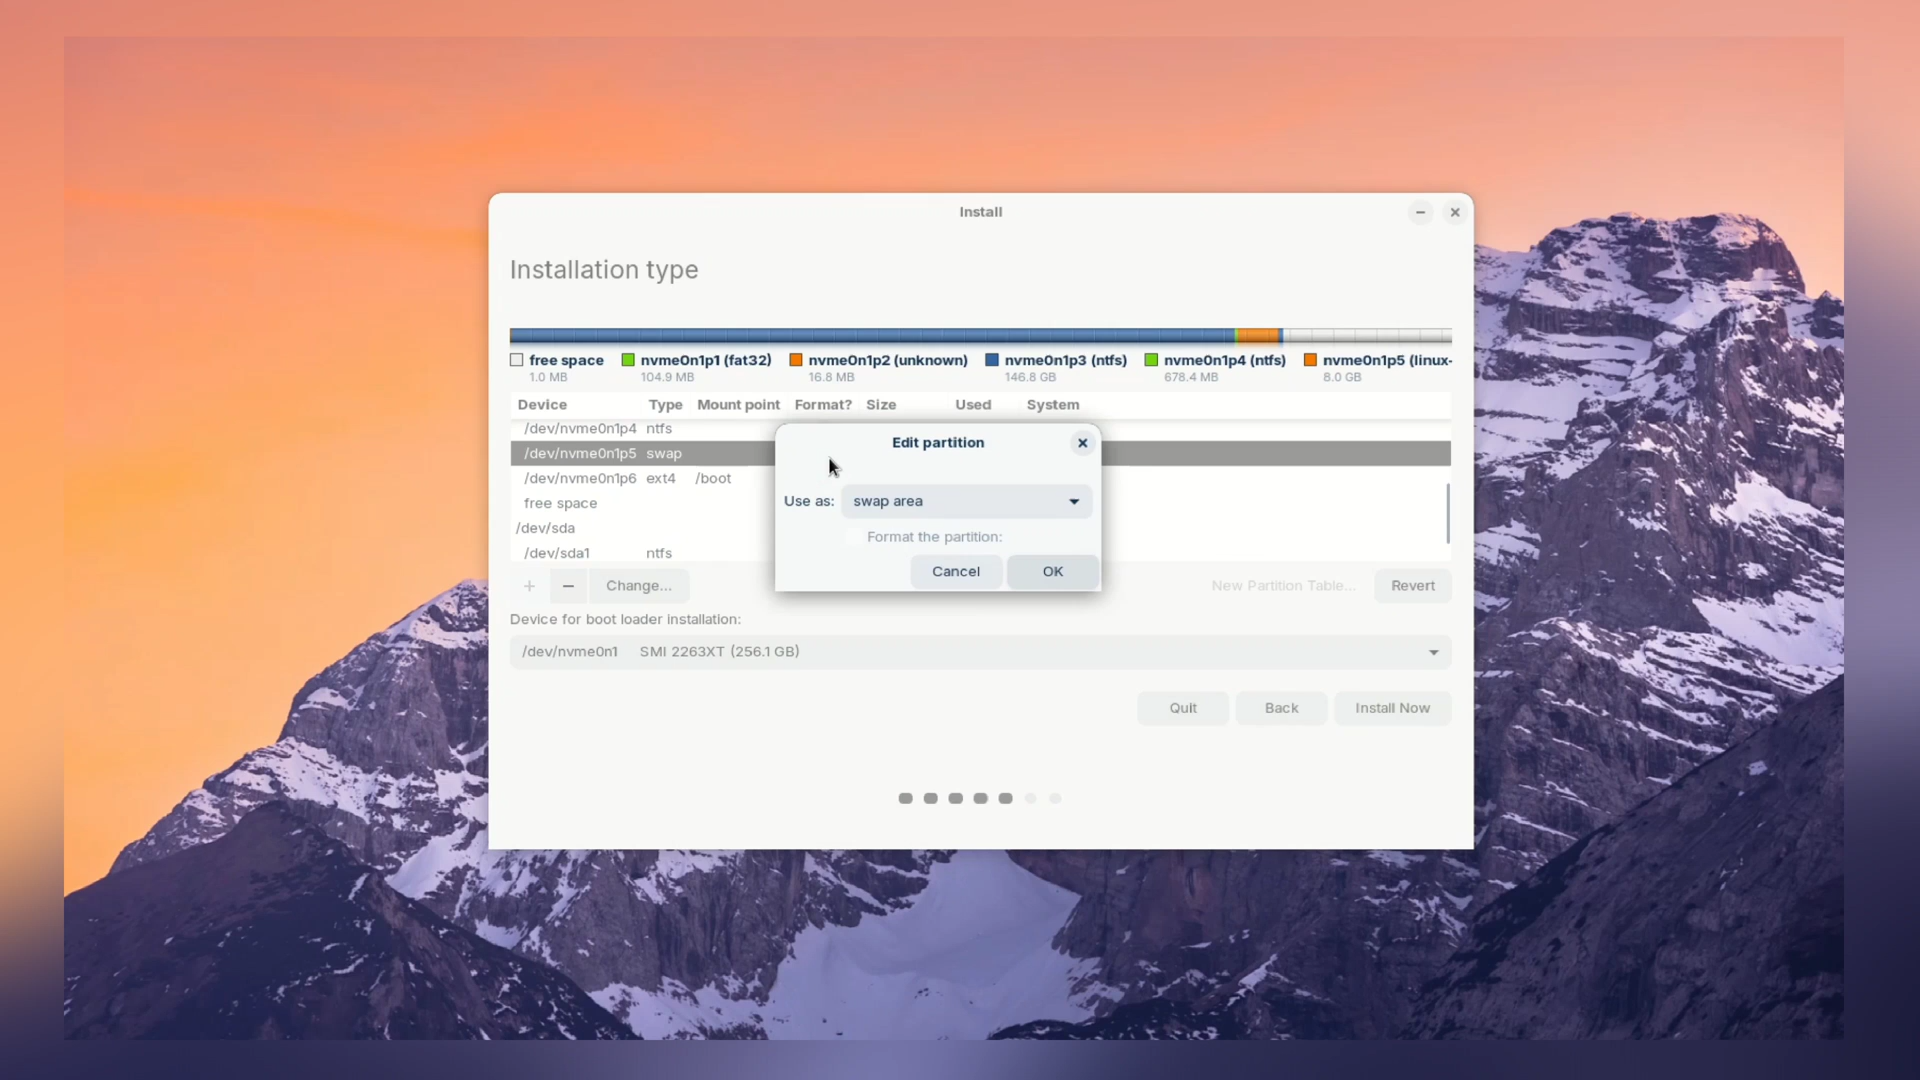 Install
Installation type
free space nvme0n1p1 (fat32) nvme0n1p2 (unknown) nvme0n1p3 (ntfs) nvme0n1p4 (ntfs) nvme0n1p5 (linux-
1.0 MB 104.9 MB 16.8 MB 146.8 GB 678.4 MB 8.0 GB
Device Type Mount point Format? Size Used System
/dev/nvme0n1p4 ntfs
/dev/nvme0n1p5 swap
/dev/nvme0n1p6 ext4 /boot
free space
/dev/sda
/dev/sda1 ntfs
Edit partition
Use as: swap area
Format the partition:
Cancel OK
+ − Change... New Partition Table... Revert
Device for boot loader installation:
/dev/nvme0n1 SMI 2263XT (256.1 GB)
Quit Back Install Now